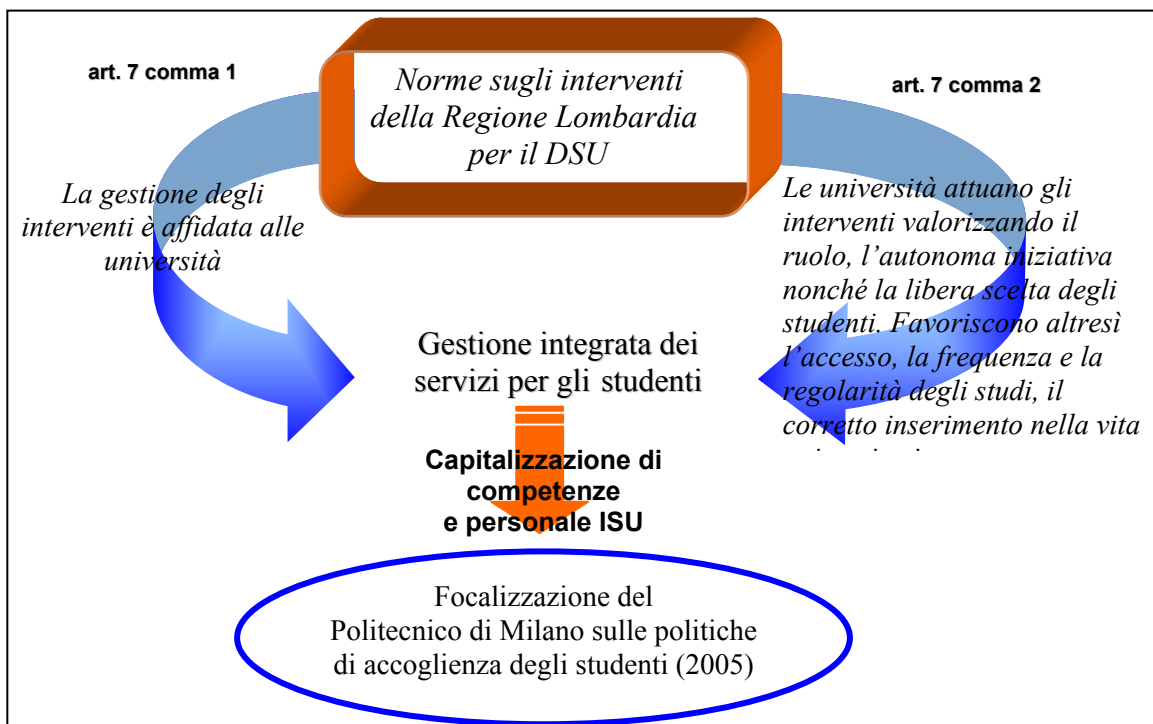 art. 7 comma 1
Norme sugli interventi
della Regione Lombardia
per il DSU
art. 7 comma 2
La gestione degli
interventi è affidata alle
università
Le università attuano gli
interventi valorizzando il
ruolo, l’autonoma iniziativa
nonché la libera scelta degli
studenti. Favoriscono altresì
l’accesso, la frequenza e la
regolarità degli studi, il
corretto inserimento nella vita
Gestione integrata dei
servizi per gli studenti
Capitalizzazione di
competenze
e personale ISU
Focalizzazione del
Politecnico di Milano sulle politiche
di accoglienza degli studenti (2005)